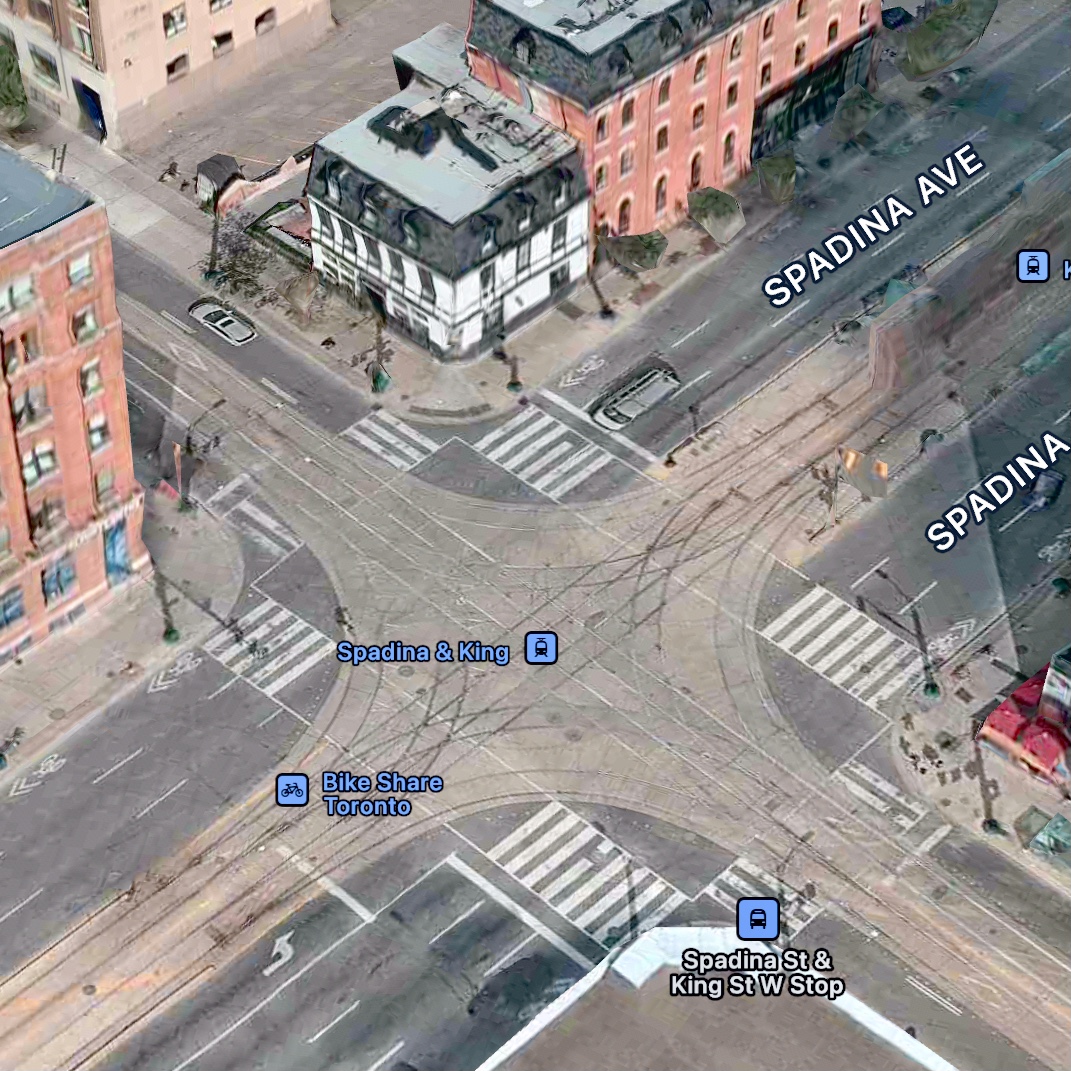 SPADINA AVE
K
SPADINA
Spadina & King
Bike Share
Toronto
Spadina St &
King St W Stop